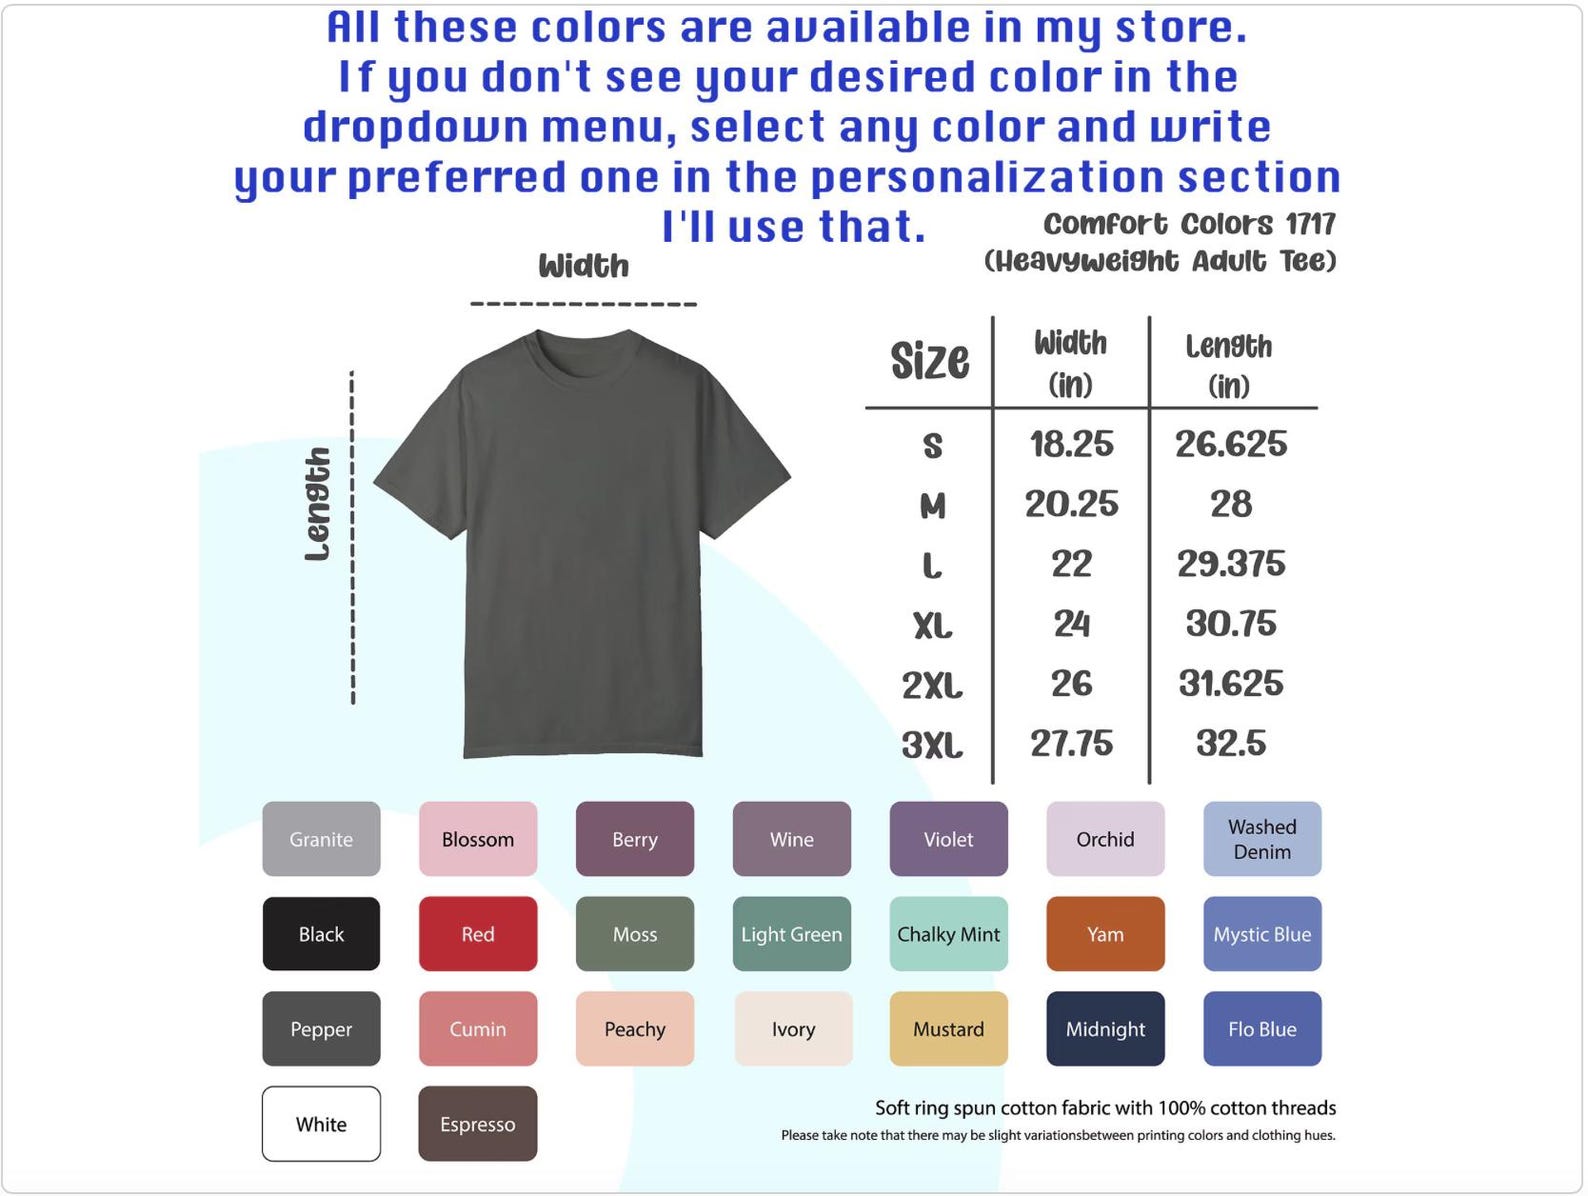 All these colors are available in my store.
If you don't see your desired color in the
dropdown menu, select any color and write
your preferred one in the personalization section
I'll use that.
Comfort Colors 1717
(Heavyweight Adult Tee)
Width
Length
Size Width (in) Length (in)
S 18.25 26.625
M 20.25 28
L 22 29.375
XL 24 30.75
2XL 26 31.625
3XL 27.75 32.5
Granite Blossom Berry Wine Violet Orchid Washed Denim
Black Red Moss Light Green Chalky Mint Yam Mystic Blue
Pepper Cumin Peachy Ivory Mustard Midnight Flo Blue
White Espresso
Soft ring spun cotton fabric with 100% cotton threads
Please take note that there may be slight variationsbetween printing colors and clothing hues.